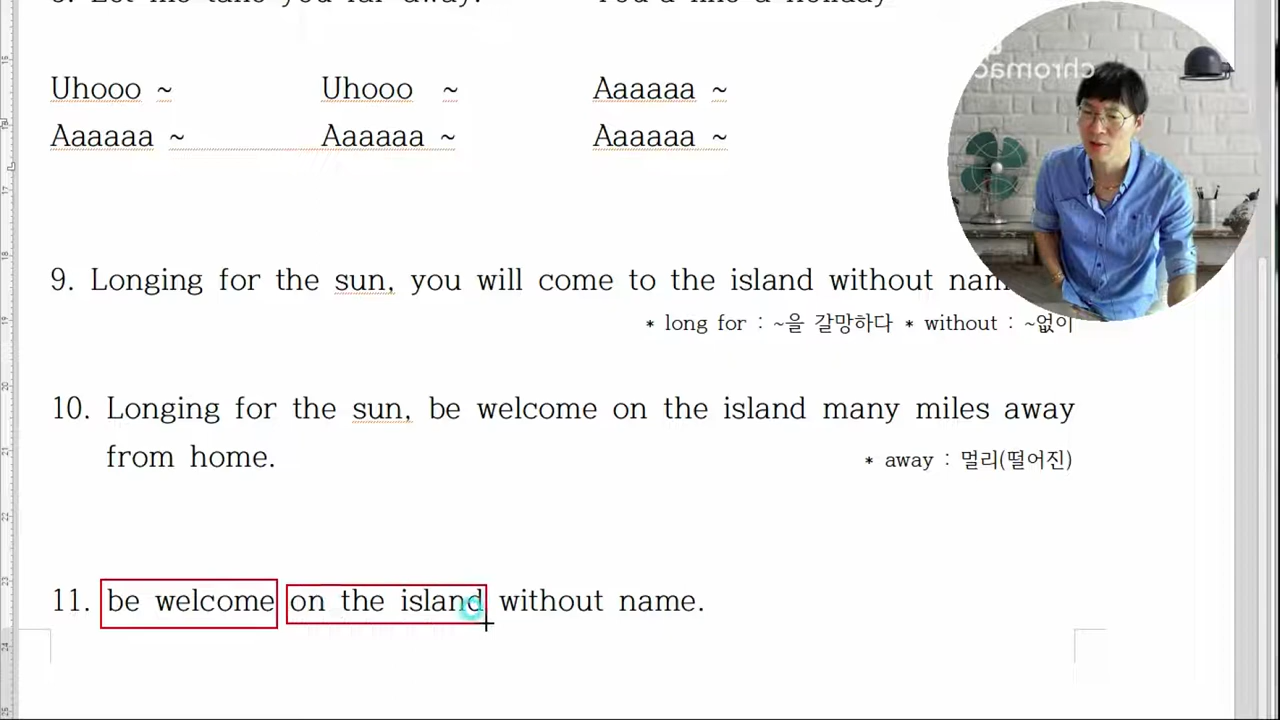 Uhooo ~ Uhooo ~ Aaaaaa ~
Aaaaaa ~ Aaaaaa ~ Aaaaaa ~
9. Longing for the sun, you will come to the island without
* long for : ~을 갈망하다 * without : ~없이
10. Longing for the sun, be welcome on the island many miles away
from home.
* away : 멀리(떨어진)
11. be welcome on the island without name.